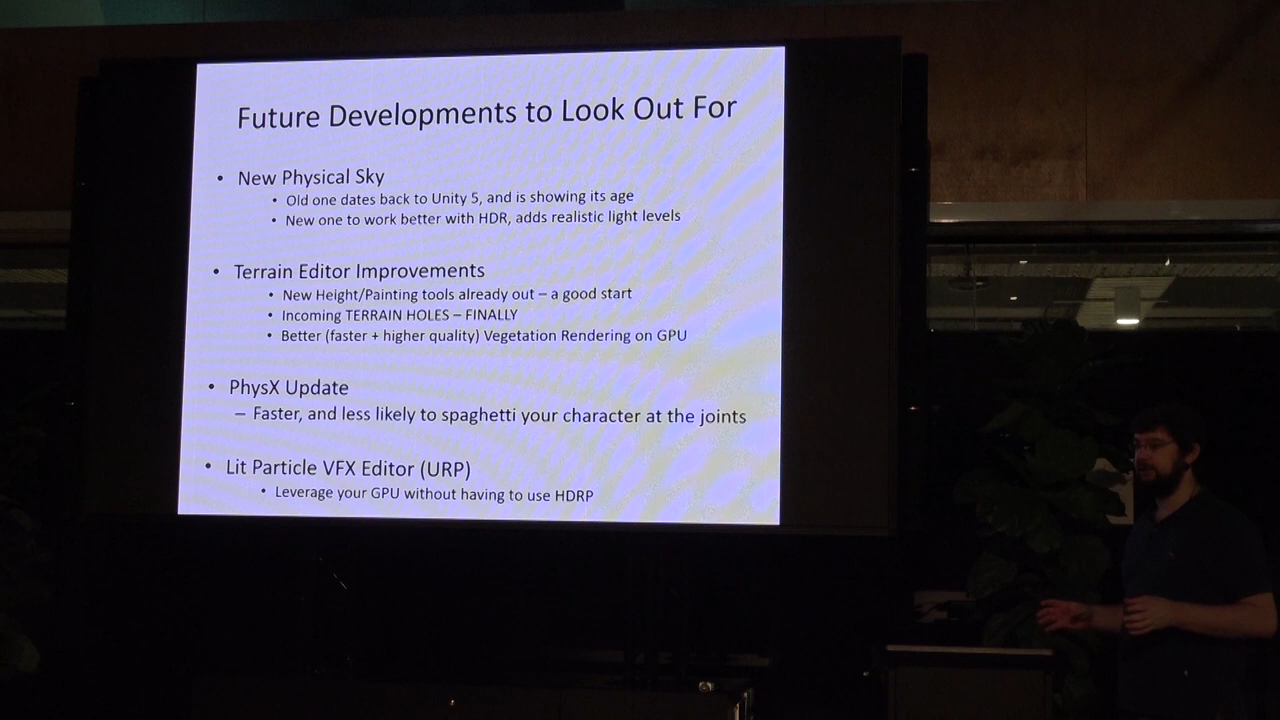 Future Developments to Look Out For
• New Physical Sky
• Old one dates back to Unity 5, and is showing its age
• New one to work better with HDR, adds realistic light levels
• Terrain Editor Improvements
• New Height/Painting tools already out – a good start
• Incoming TERRAIN HOLES – FINALLY
• Better (faster + higher quality) Vegetation Rendering on GPU
• PhysX Update
– Faster, and less likely to spaghetti your character at the joints
• Lit Particle VFX Editor (URP)
• Leverage your GPU without having to use HDRP